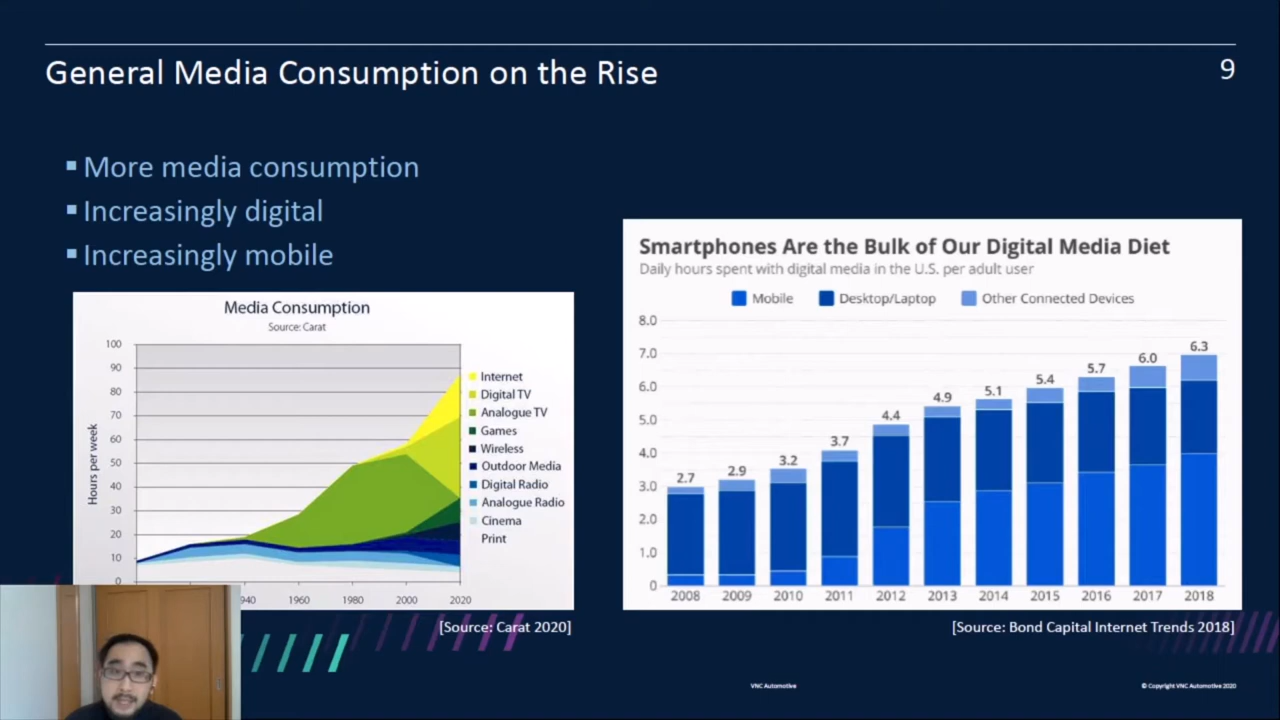 General Media Consumption on the Rise
9
▪ More media consumption
▪ Increasingly digital
▪ Increasingly mobile
Media Consumption
Source: Carat
100
90
80
70
60
50
40
30
20
10
0
Hours per week
940 1960 1980 2000 2020
Internet
Digital TV
Analogue TV
Games
Wireless
Outdoor Media
Digital Radio
Analogue Radio
Cinema
Print
[Source: Carat 2020]
Smartphones Are the Bulk of Our Digital Media Diet
Daily hours spent with digital media in the U.S. per adult user
Mobile Desktop/Laptop Other Connected Devices
8.0
7.0
6.0
5.0
4.0
3.0
2.0
1.0
0
2.7 2.9 3.2 3.7 4.4 4.9 5.1 5.4 5.7 6.0 6.3
2008 2009 2010 2011 2012 2013 2014 2015 2016 2017 2018
[Source: Bond Capital Internet Trends 2018]
VNC Automotive
© Copyright VNC Automotive 2020